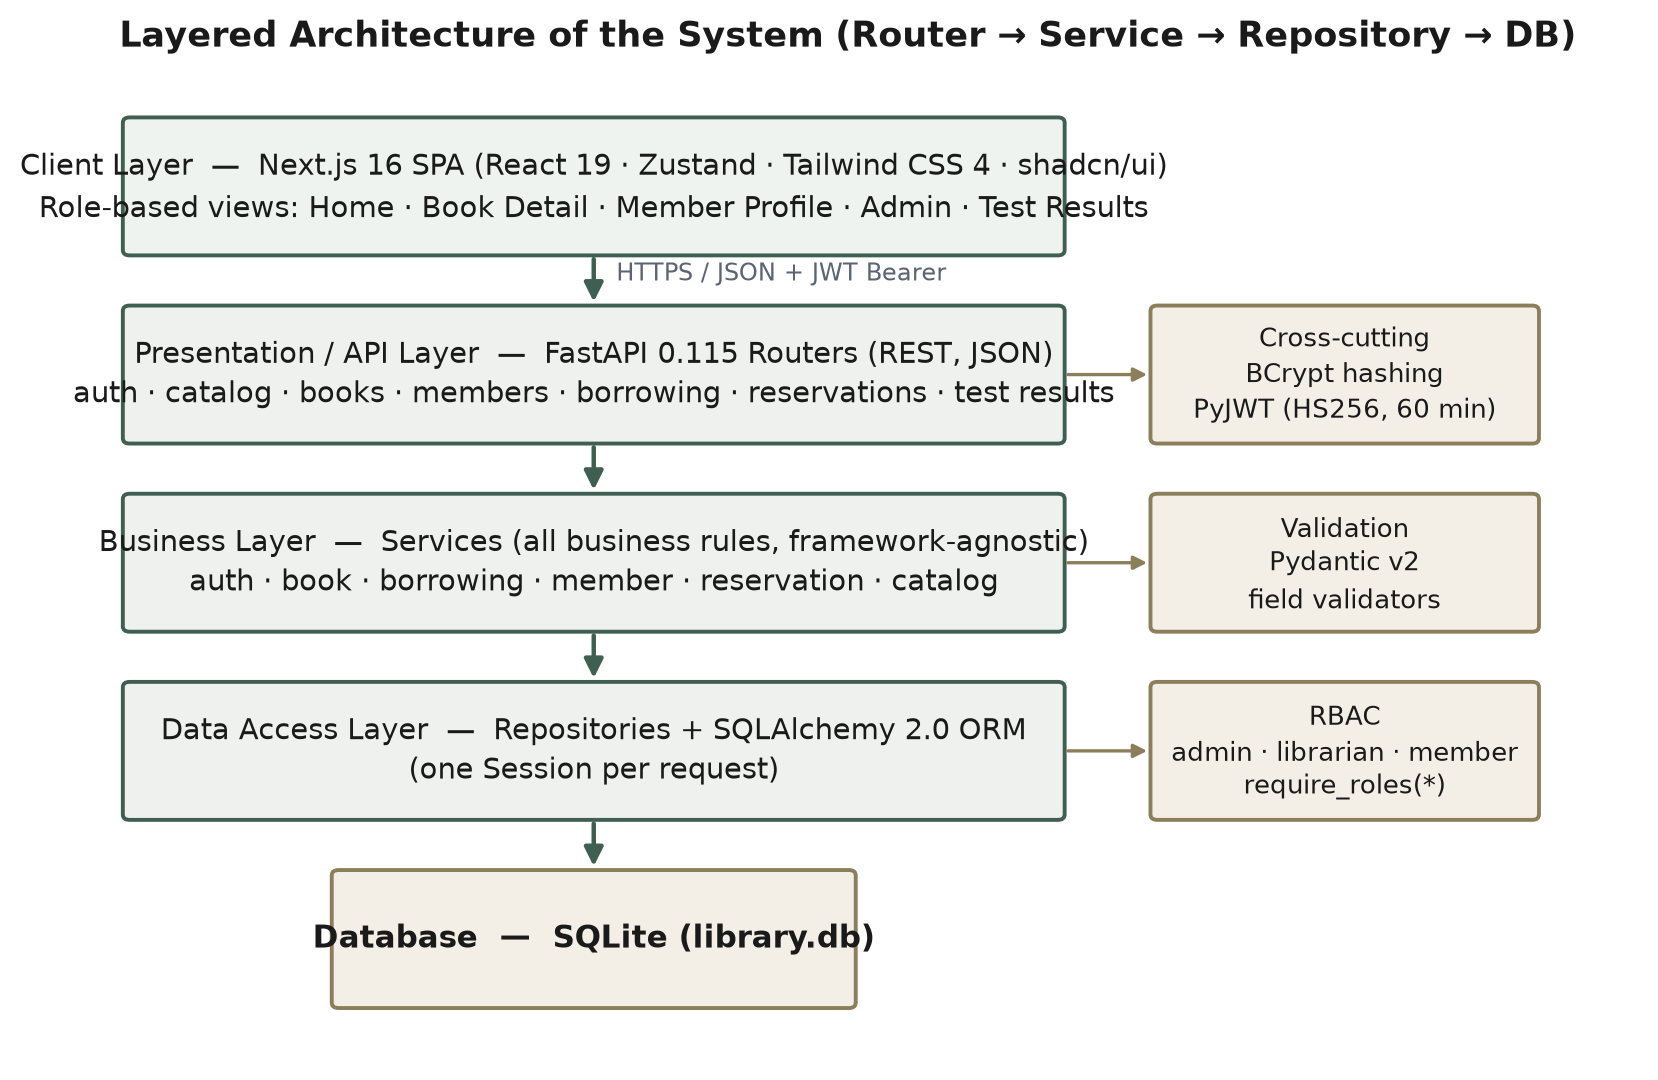 Layered Architecture of the System (Router → Service → Repository → DB)
Client Layer — Next.js 16 SPA (React 19 · Zustand · Tailwind CSS 4 · shadcn/ui)
Role-based views: Home · Book Detail · Member Profile · Admin · Test Results
HTTPS / JSON + JWT Bearer
Presentation / API Layer — FastAPI 0.115 Routers (REST, JSON)
auth · catalog · books · members · borrowing · reservations · test results
Cross-cutting
BCrypt hashing
PyJWT (HS256, 60 min)
Business Layer — Services (all business rules, framework-agnostic)
auth · book · borrowing · member · reservation · catalog
Validation
Pydantic v2
field validators
Data Access Layer — Repositories + SQLAlchemy 2.0 ORM
(one Session per request)
RBAC
admin · librarian · member
require_roles(*)
Database — SQLite (library.db)